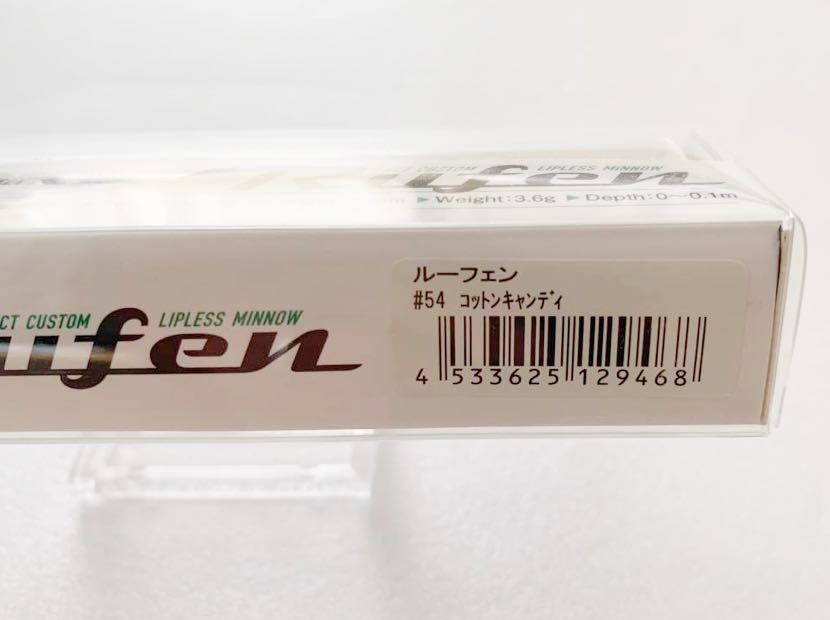 CUSTOM LIPLESS MINNOW
▶Weight:3.6g ▶Depth:0〜0.1m
CT CUSTOM LIPLESS MINNOW
ufen
ルーフェン
#54 コットンキャンディ
4 533625 129468